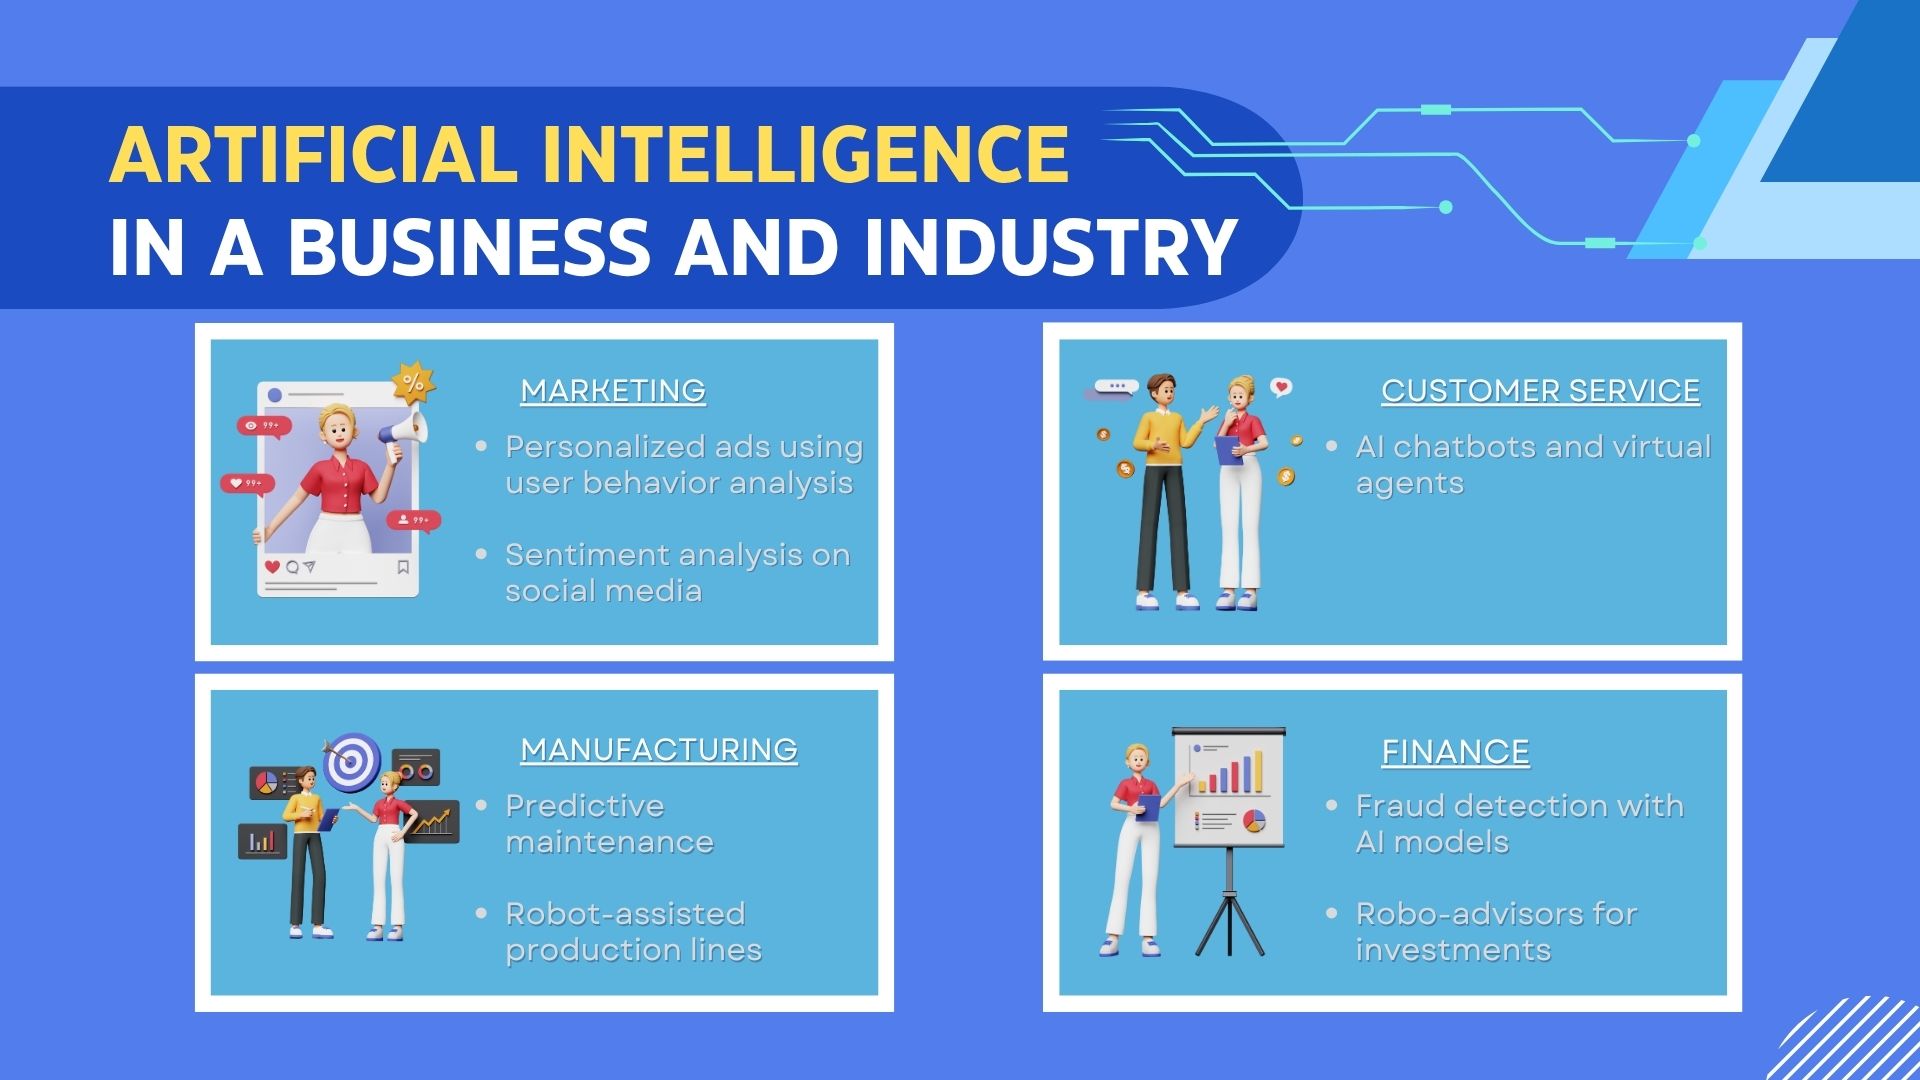 ARTIFICIAL INTELLIGENCE
IN A BUSINESS AND INDUSTRY
MARKETING
Personalized ads using
user behavior analysis
Sentiment analysis on
social media
%
99+
99+
99+
CUSTOMER SERVICE
AI chatbots and virtual
agents
MANUFACTURING
Predictive
maintenance
Robot-assisted
production lines
FINANCE
Fraud detection with
AI models
Robo-advisors for
investments